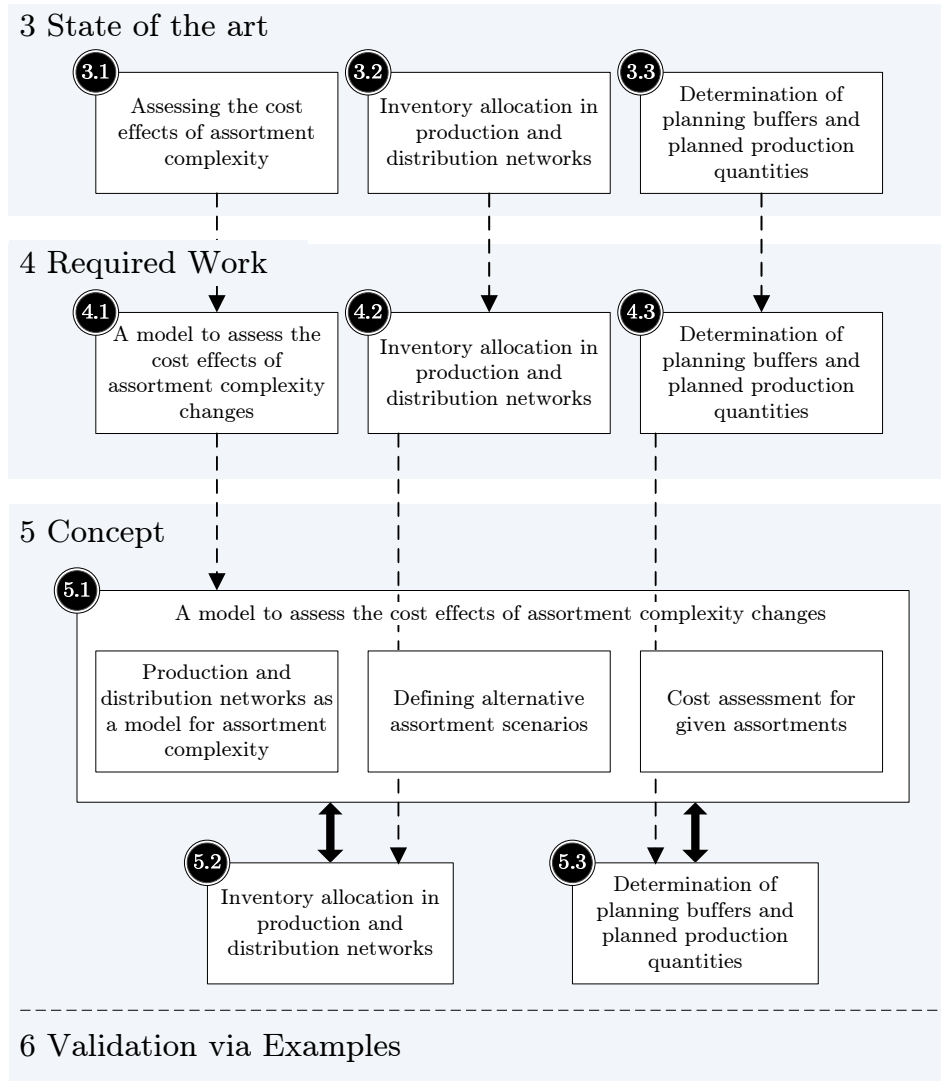 3 State of the art
3.1
Assessing the cost
effects of assortment
complexity
3.2
Inventory allocation in
production and
distribution networks
3.3
Determination of
planning buffers and
planned production
quantities
4 Required Work
4.1
A model to assess the
cost effects of
assortment complexity
changes
4.2
Inventory allocation in
production and
distribution networks
4.3
Determination of
planning buffers and
planned production
quantities
5 Concept
5.1
A model to assess the cost effects of assortment complexity changes
Production and
distribution networks as
a model for assortment
complexity
Defining alternative
assortment scenarios
Cost assessment for
given assortments
5.2
Inventory allocation in
production and
distribution networks
5.3
Determination of
planning buffers and
planned production
quantities
6 Validation via Examples